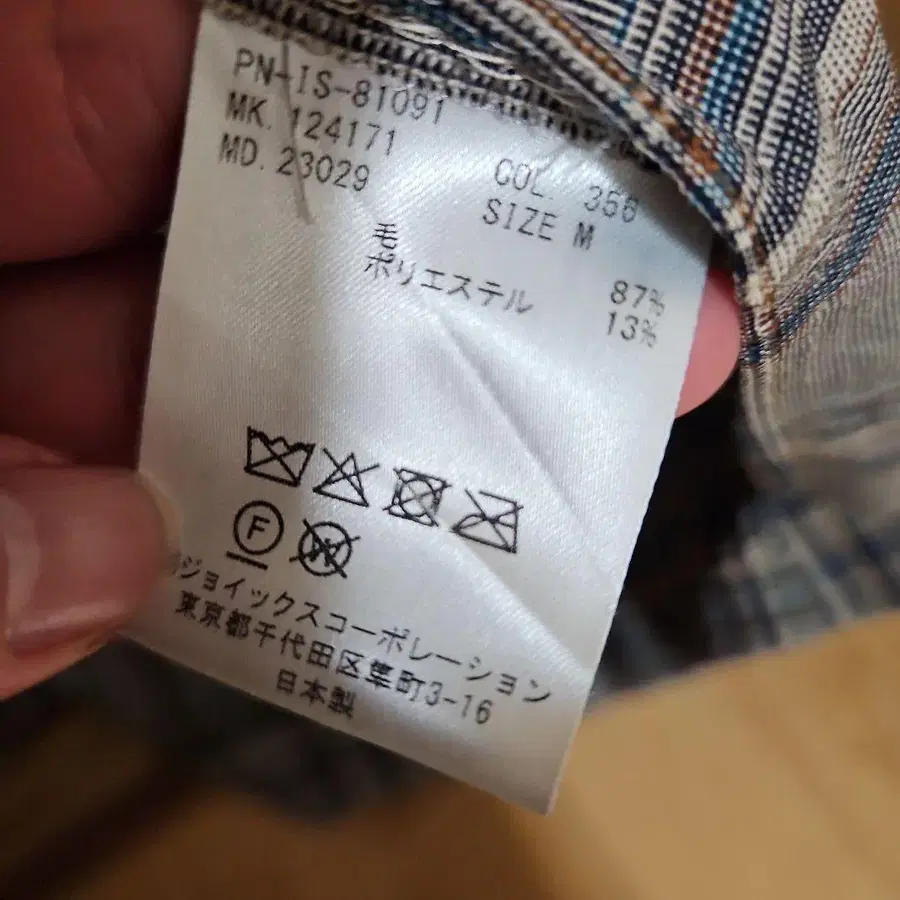 PN-IS-81091
MK. 124171
MD. 23029
COL. 356
SIZE M
毛 87%
ポリエステル 13%
F
W
ジョイックスコーポレーション
東京都千代田区隼町3-16
日本製